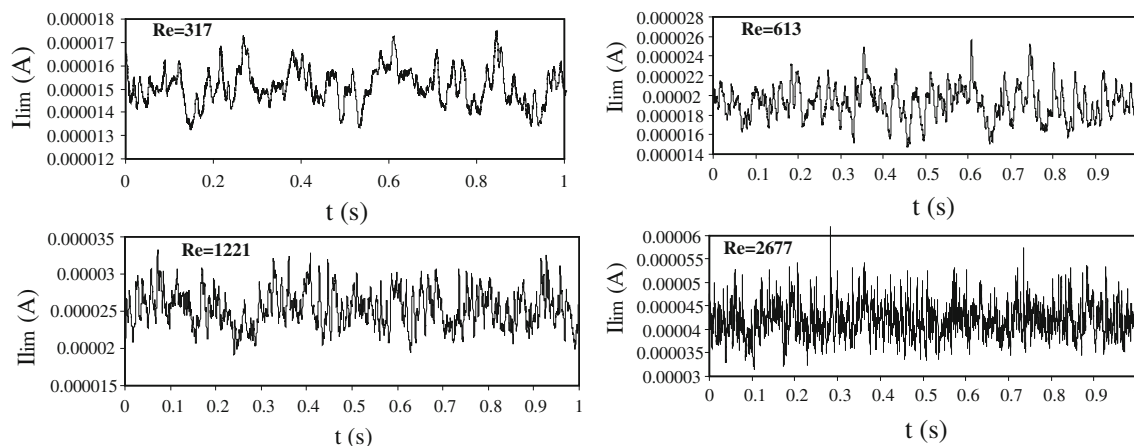 Re=317
Ilim (A)
0.000018
0.000017
0.000016
0.000015
0.000014
0.000013
0.000012
0 0.2 0.4 0.6 0.8 1
t (s)
Re=613
Ilim (A)
0.000028
0.000026
0.000024
0.000022
0.00002
0.000018
0.000016
0.000014
0 0.1 0.2 0.3 0.4 0.5 0.6 0.7 0.8 0.9
t (s)
Re=1221
Ilim (A)
0.000035
0.00003
0.000025
0.00002
0.000015
0 0.1 0.2 0.3 0.4 0.5 0.6 0.7 0.8 0.9 1
t (s)
Re=2677
Ilim (A)
0.00006
0.000055
0.00005
0.000045
0.00004
0.000035
0.00003
0 0.1 0.2 0.3 0.4 0.5 0.6 0.7 0.8 0.9
t (s)